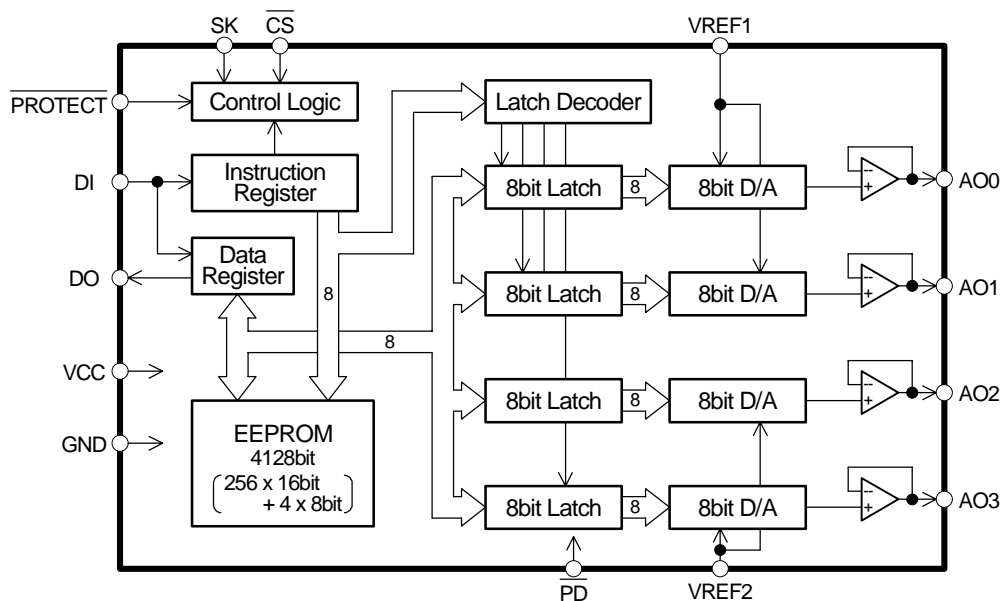 SK
CS
VREF1
PROTECT
Control Logic
Latch Decoder
DI
Instruction
Register
8bit Latch
8
8bit D/A
--
+
AO0
DO
Data
Register
8
8bit Latch
8
8bit D/A
--
+
AO1
8
VCC
8bit Latch
8
8bit D/A
--
+
AO2
GND
EEPROM
4128bit
(256 x 16bit
+ 4 x 8bit)
8bit Latch
8
8bit D/A
--
+
AO3
PD
VREF2